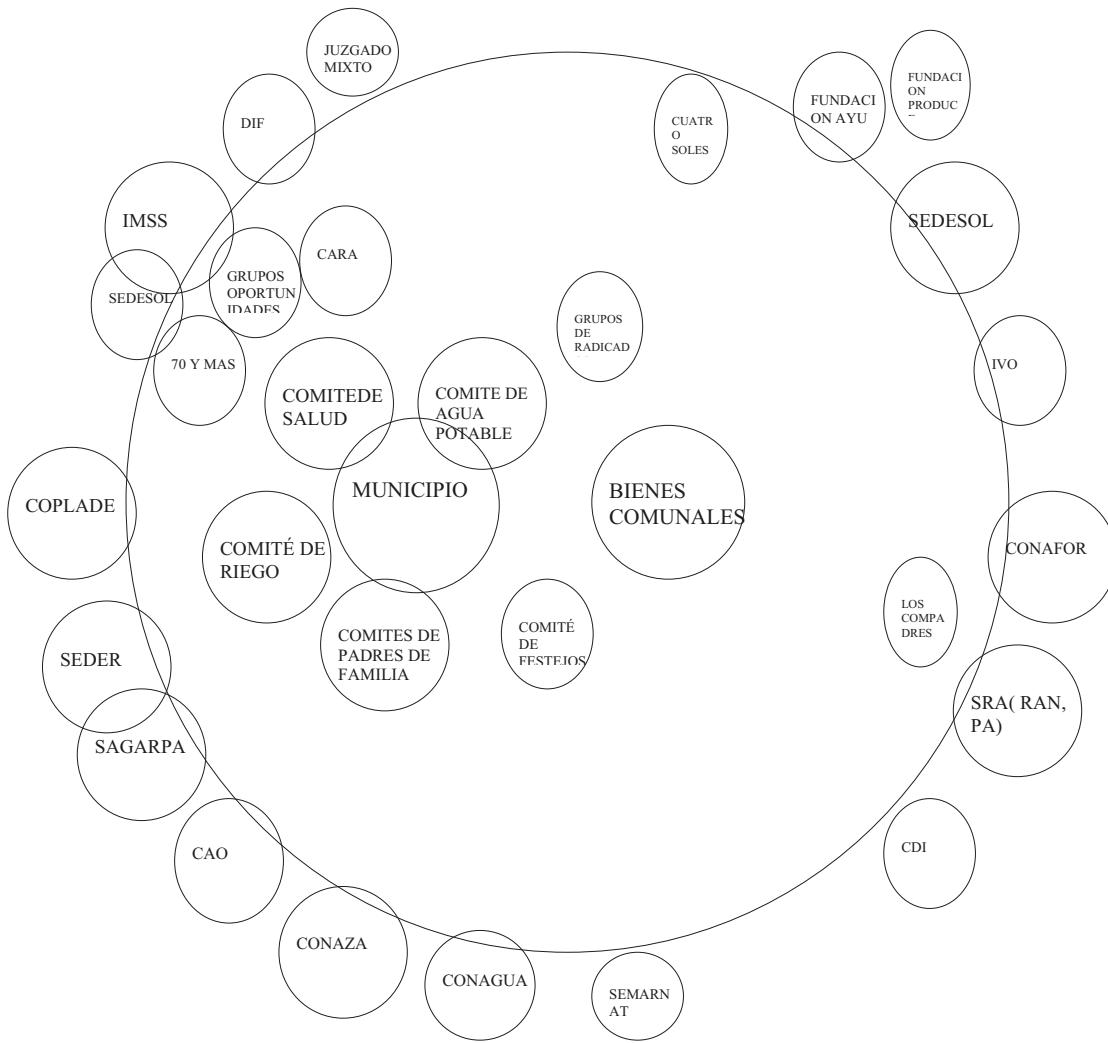 JUZGADO
MIXTO
DIF
IMSS
SEDESOL
GRUPOS
OPORTUN
IDADES
CARA
70 Y MAS
CUATR
O
SOLES
FUNDACI
ON AYU
FUNDACI
ON
PRODUC
SEDESOL
IVO
GRUPOS
DE
RADICAD
COMITEDE
SALUD
COMITE DE
AGUA
POTABLE
MUNICIPIO
BIENES
COMUNALES
COPLADE
COMITÉ DE
RIEGO
CONAFOR
LOS
COMPA
DRES
COMITES DE
PADRES DE
FAMILIA
COMITÉ
DE
FESTEJOS
SEDER
SAGARPA
SRA( RAN,
PA)
CAO
CDI
CONAZA
CONAGUA
SEMARN
AT